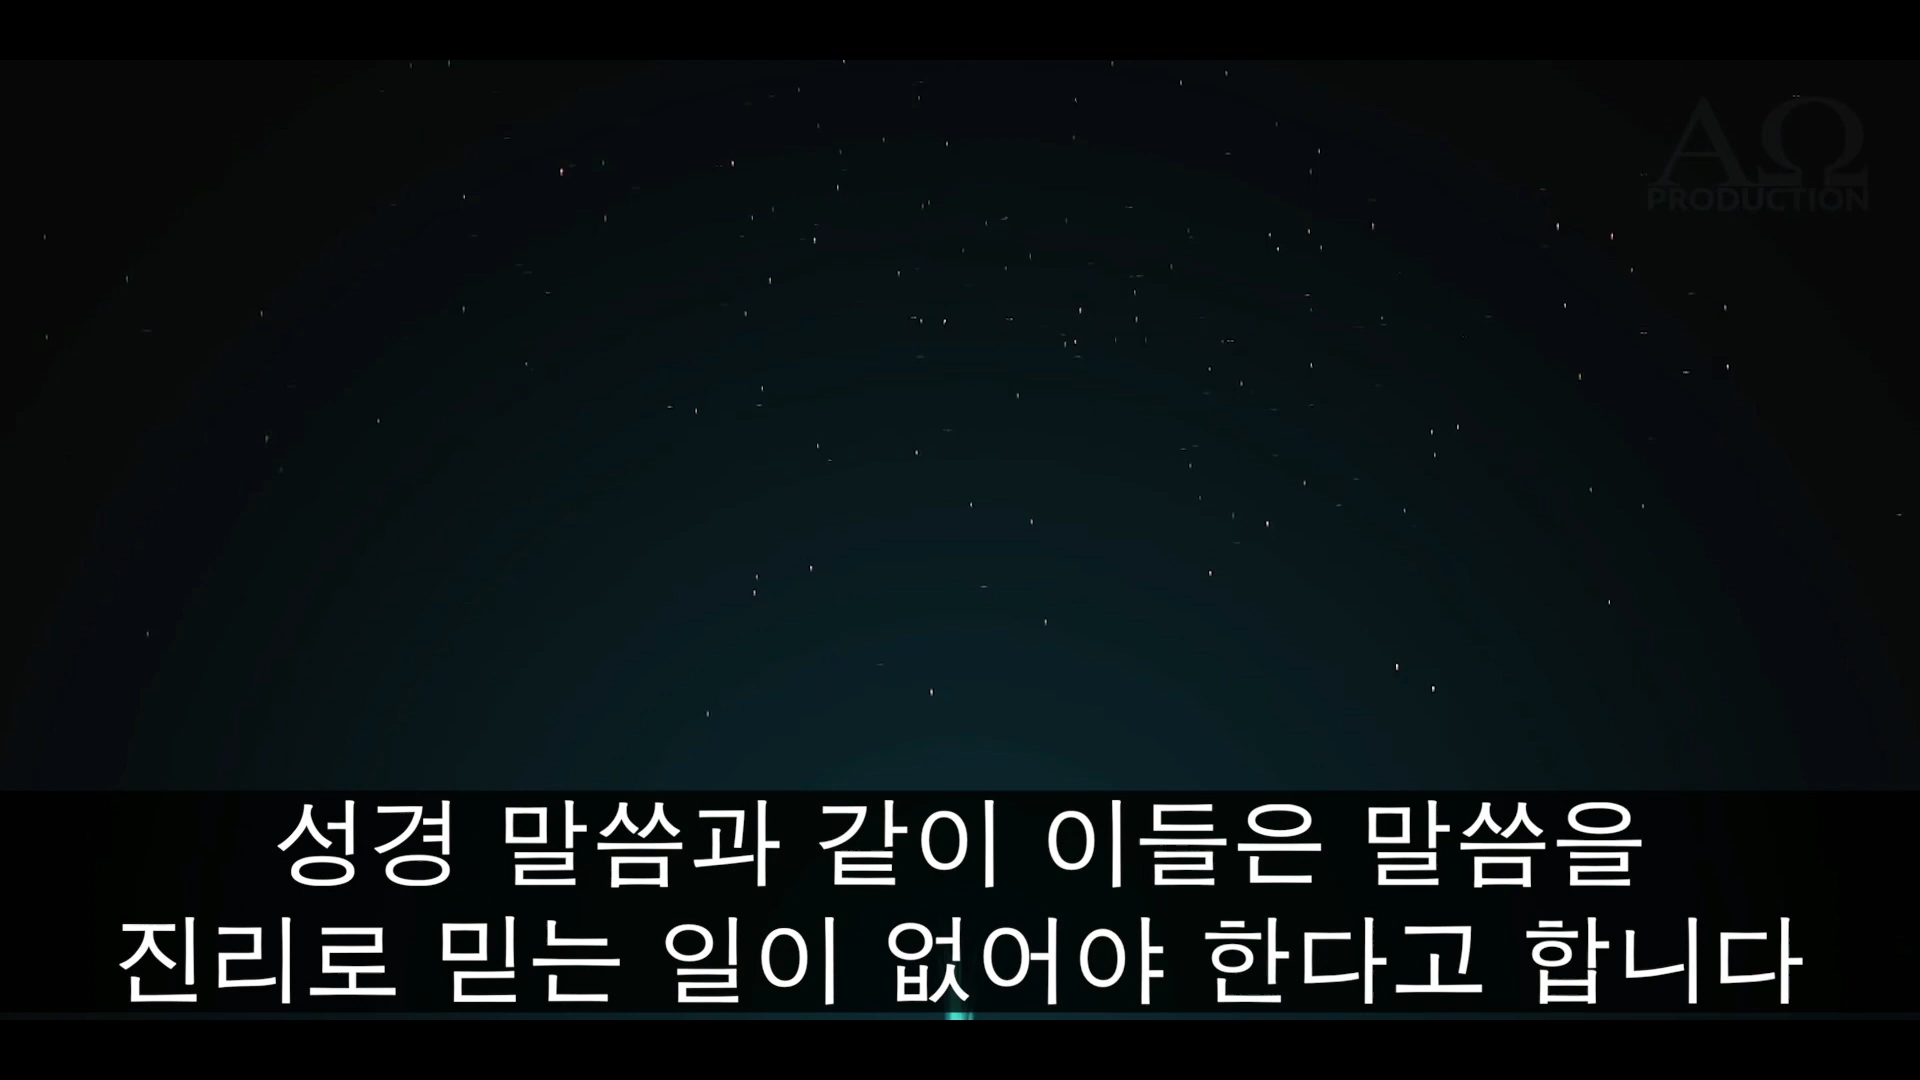 ΑΩ
PRODUCTION
성경 말씀과 같이 이들은 말씀을
진리로 믿는 일이 없어야 한다고 합니다